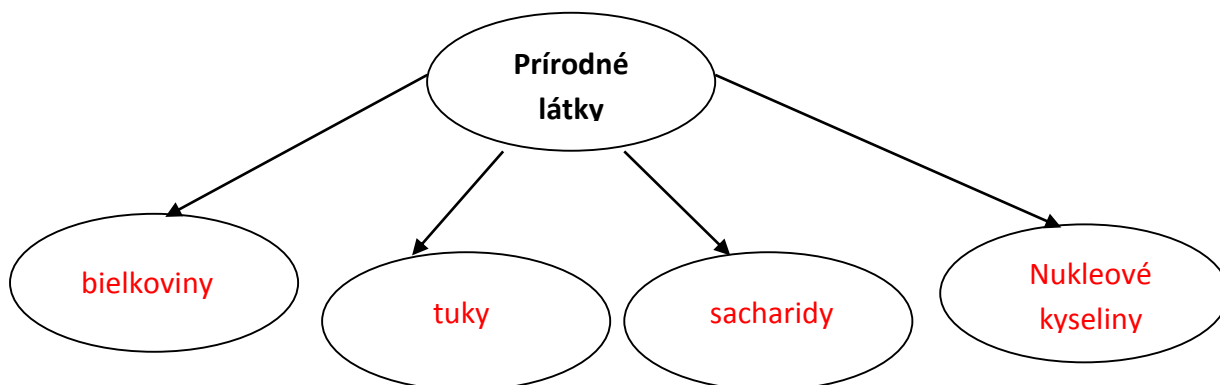 Prírodné
látky
bielkoviny
tuky
sacharidy
Nukleové
kyseliny